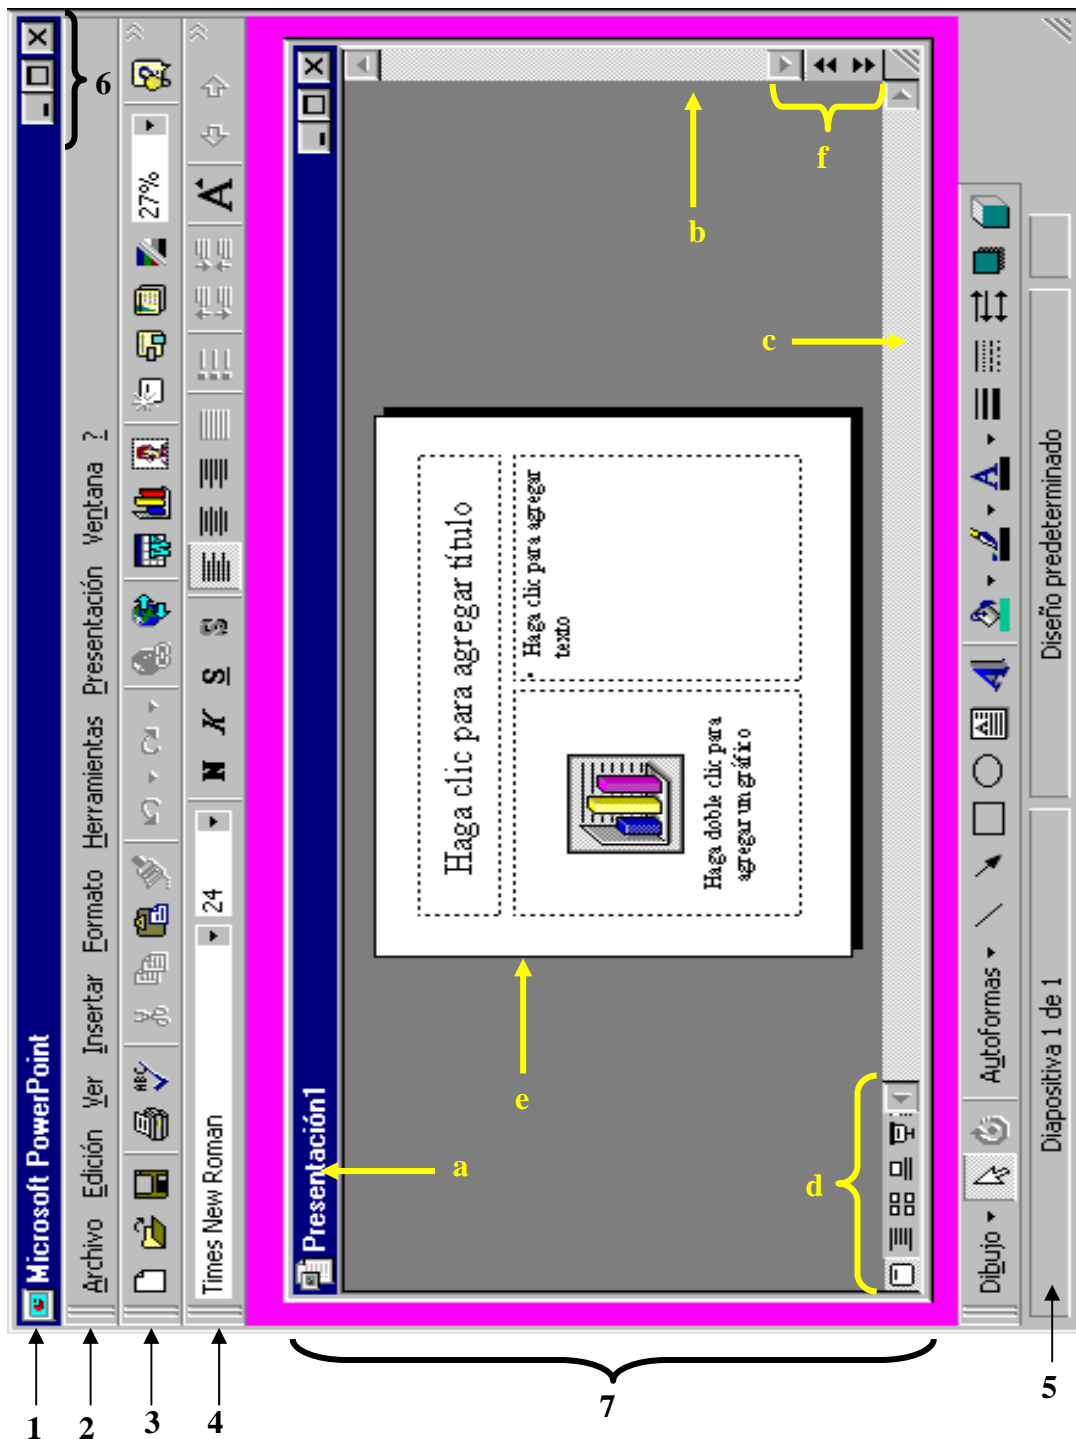 Microsoft PowerPoint
Archivo Edición Ver Insertar Formato Herramientas Presentación Ventana ?
ABC
27%
Times New Roman
24
N K S S
A
Presentación1
Haga clic para agregar título
Haga doble clic para
agregar un gráfico
• Haga clic para agregar
texto
Dibujo
Autoformas
A
A
Diapositiva 1 de 1
Diseño predeterminado
1
2
3
4
5
6
7
a
b
c
d
e
f